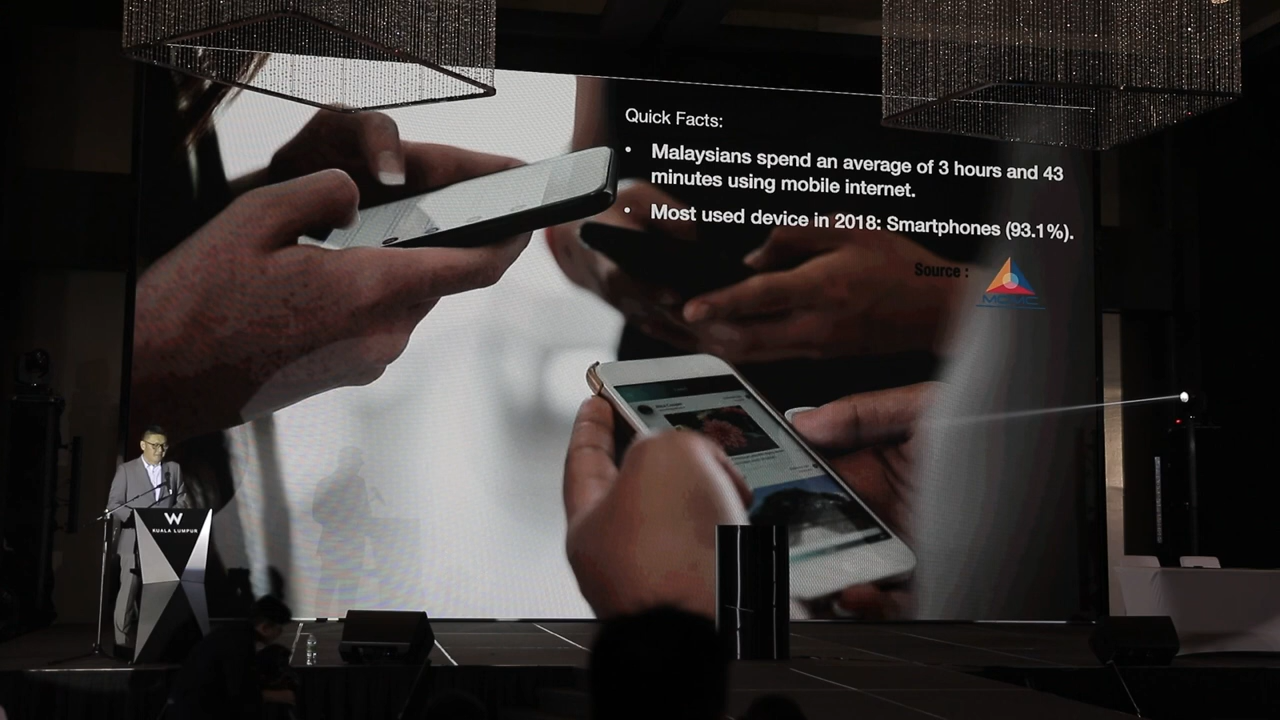 Quick Facts:
• Malaysians spend an average of 3 hours and 43
minutes using mobile internet.
• Most used device in 2018: Smartphones (93.1%).
Source :
MCMC
W
KUALA LUMPUR